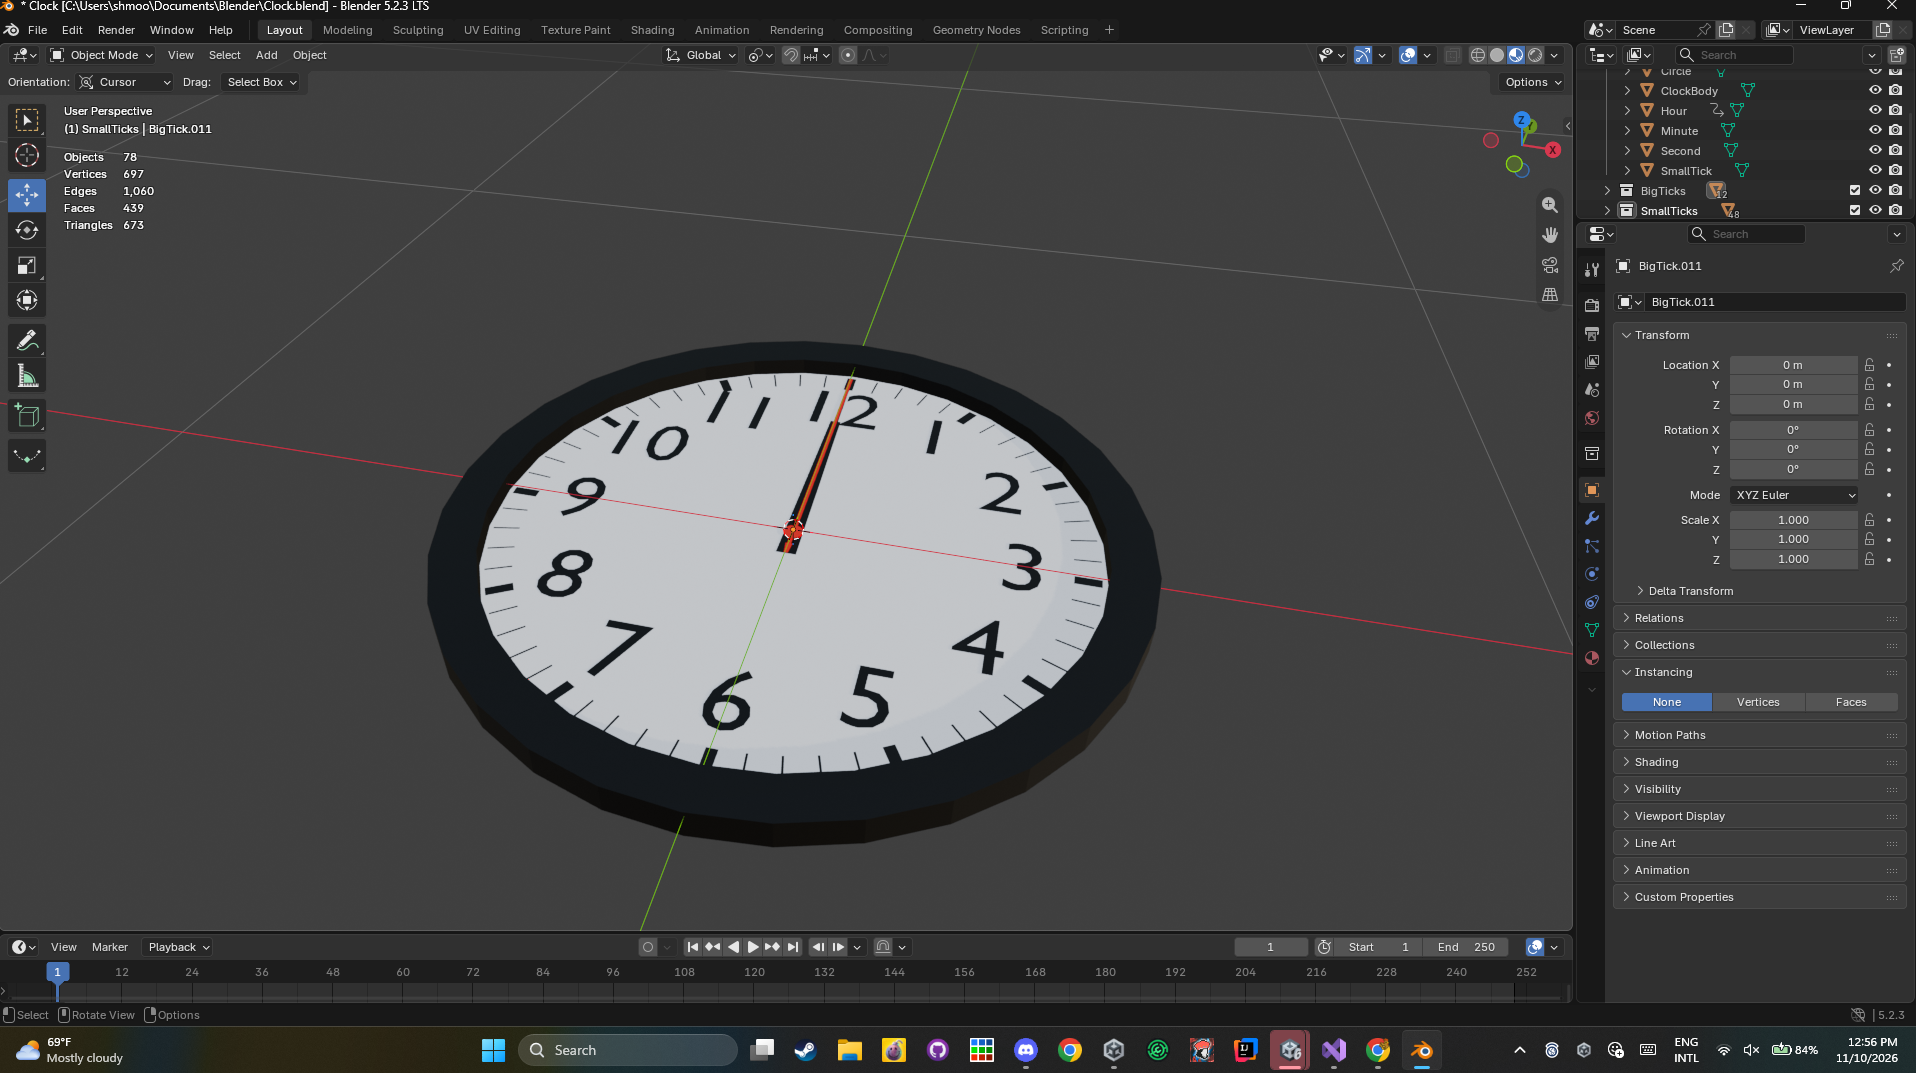 * Clock [C:\Users\shmoo\Documents\Blender\Clock.blend] - Blender 5.2.3 LTS
File Edit Render Window Help Layout Modeling Sculpting UV Editing Texture Paint Shading Animation Rendering Compositing Geometry Nodes Scripting + Scene ViewLayer
Object Mode View Select Add Object Global Search
Orientation: Cursor Drag: Select Box Options
User Perspective
(1) SmallTicks | BigTick.011
Objects 78
Vertices 697
Edges 1,060
Faces 439
Triangles 673
Z
Y
X
12
1
2
3
4
5
6
7
8
9
10
11
Circle
ClockBody
Hour
Minute
Second
SmallTick
BigTicks 12
SmallTicks 48
Search
BigTick.011
BigTick.011
Transform
Location X 0 m
Y 0 m
Z 0 m
Rotation X 0°
Y 0°
Z 0°
Mode XYZ Euler
Scale X 1.000
Y 1.000
Z 1.000
Delta Transform
Relations
Collections
Instancing
None Vertices Faces
Motion Paths
Shading
Visibility
Viewport Display
Line Art
Animation
Custom Properties
View Marker Playback 1 Start 1 End 250
1 12 24 36 48 60 72 84 96 108 120 132 144 156 168 180 192 204 216 228 240 252
Select Rotate View Options 5.2.3
69°F
Mostly cloudy
Search
ENG
INTL
84%
12:56 PM
11/10/2026